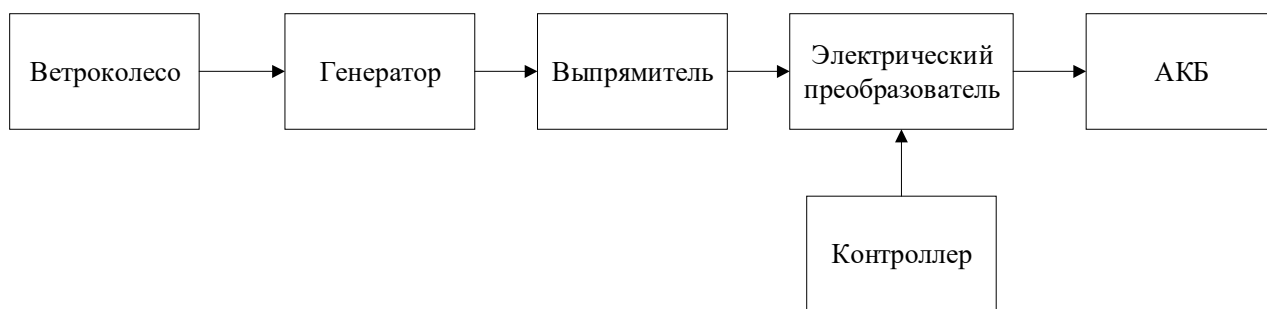 Ветроколесо
Генератор
Выпрямитель
Электрический
преобразователь
АКБ
Контроллер